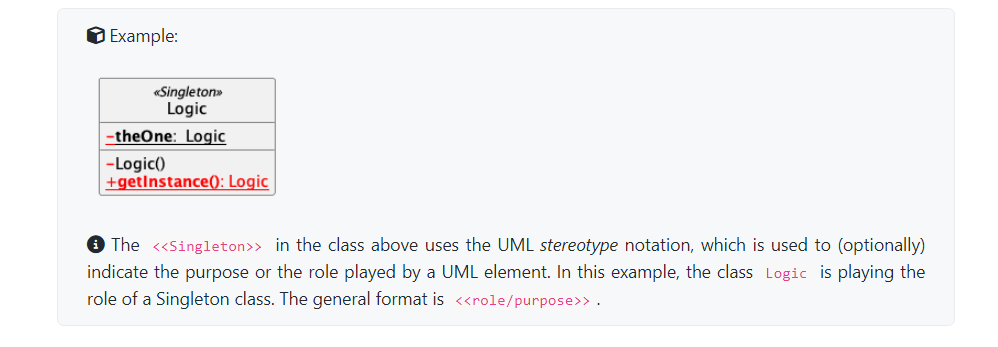 Example:
«Singleton»
Logic
-theOne: Logic
-Logic()
+getInstance(): Logic
The <<Singleton>> in the class above uses the UML stereotype notation, which is used to (optionally)
indicate the purpose or the role played by a UML element. In this example, the class Logic is playing the
role of a Singleton class. The general format is <<role/purpose>> .